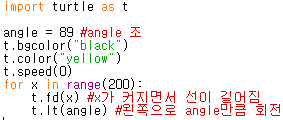 import turtle as t

angle = 89 #angle 조
t.bgcolor("black")
t.color("yellow")
t.speed(0)
for x in range(200):
    t.fd(x) #x가 커지면서 선이 길어짐
    t.lt(angle) #왼쪽으로 angle만큼 회전